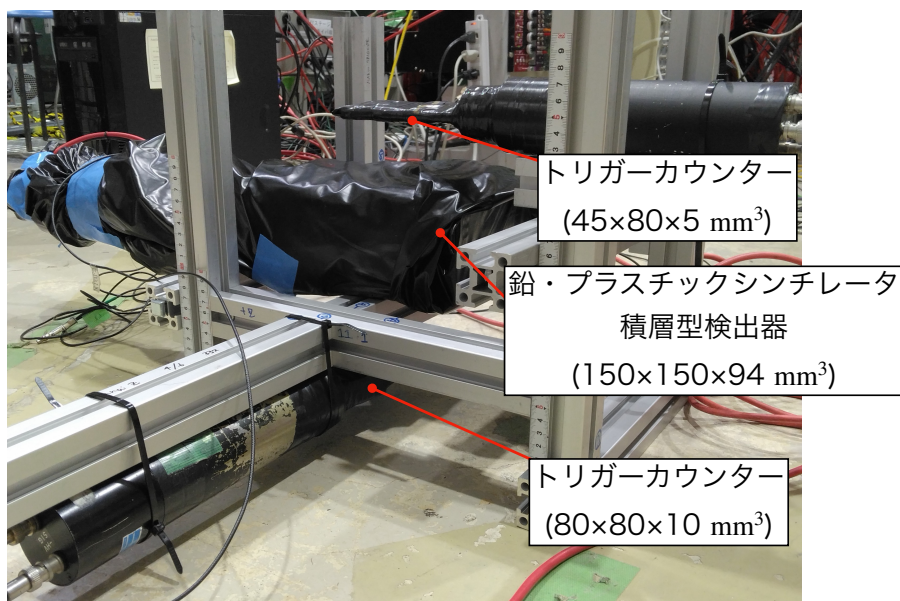 トリガーカウンター
(45×80×5 mm³)
鉛・プラスチックシンチレータ
積層型検出器
(150×150×94 mm³)
トリガーカウンター
(80×80×10 mm³)